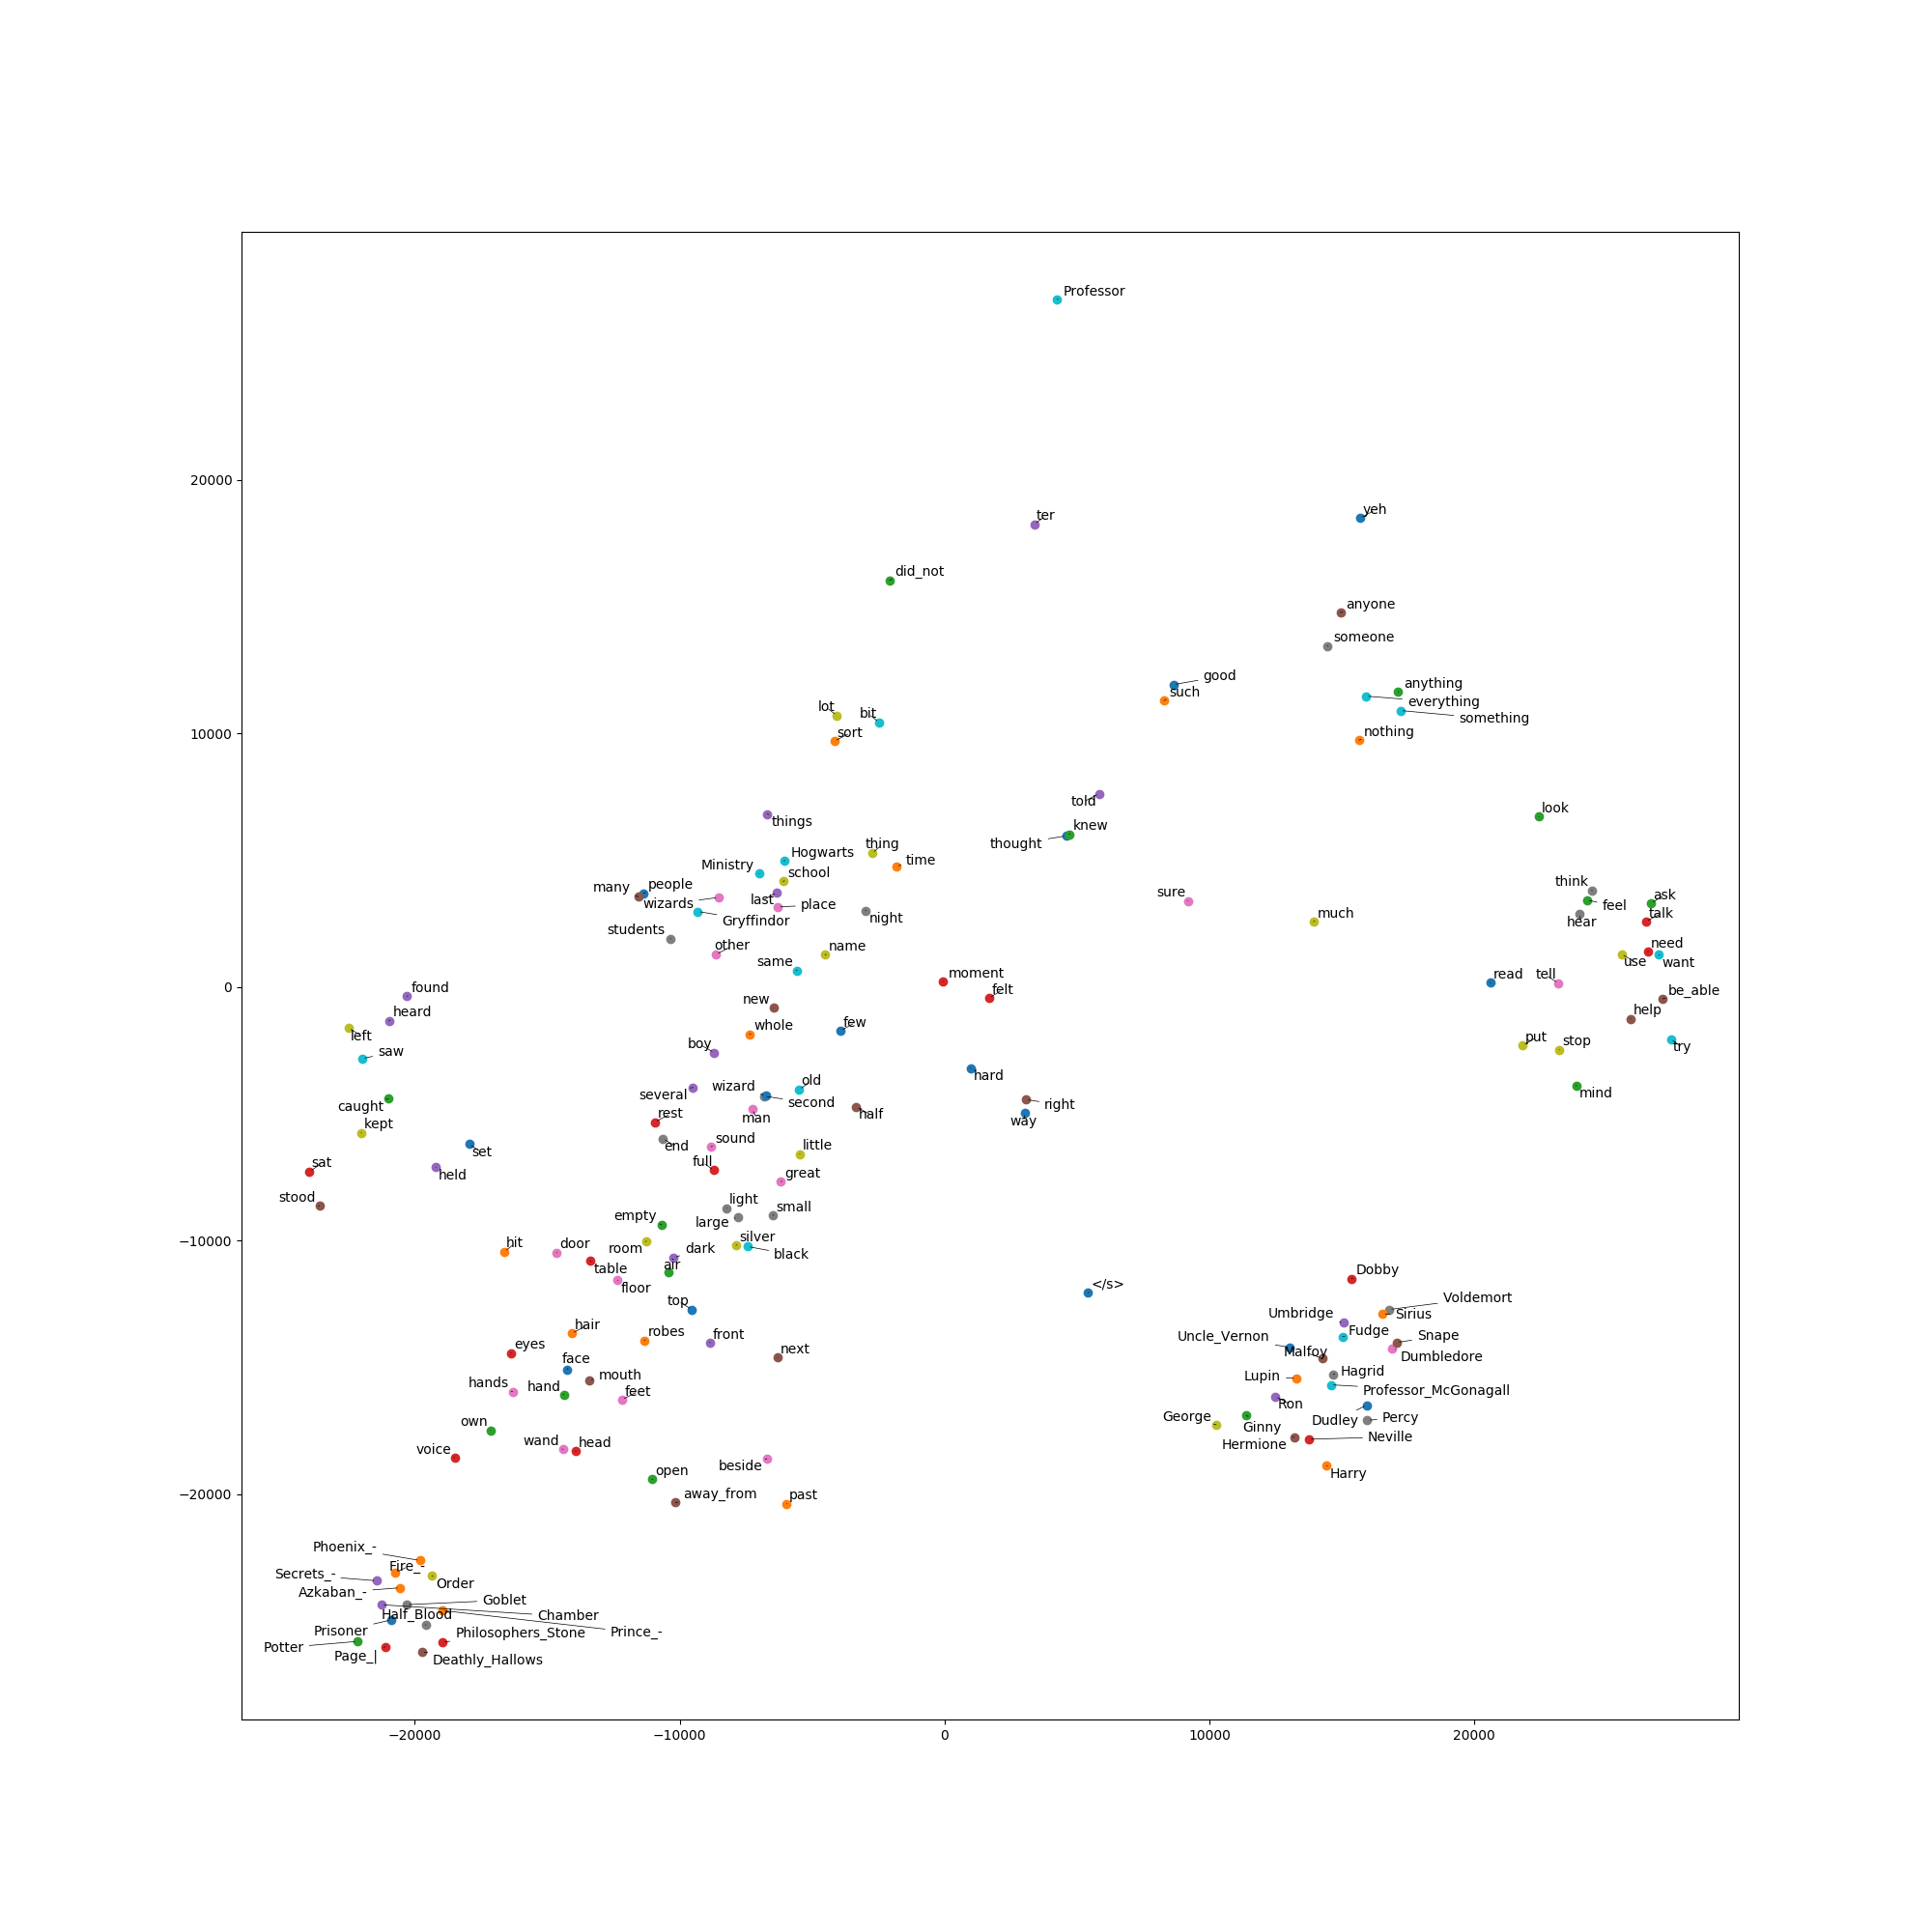 Professor
20000
ter
yeh
did_not
anyone
someone
good
such
anything
everything
something
lot
bit
sort
10000
nothing
told
look
things
knew
thought
thing
Hogwarts
time
Ministry
school
many
people
wizards
last
place
Gryffindor
night
sure
much
think
feel
hear
ask
talk
students
other
name
same
need
use
want
found
0
moment
felt
read
tell
be_able
heard
new
help
left
whole
few
put
stop
try
saw
boy
hard
wizard
old
several
second
mind
caught
rest
man
half
right
way
kept
end
sound
little
set
full
sat
held
great
stood
light
small
empty
large
hit
door
room
silver
dark
black
−10000
table
air
floor
</s>
Dobby
top
Voldemort
Umbridge
Sirius
hair
robes
front
Fudge
Snape
Uncle_Vernon
eyes
face
next
Malfoy
Dumbledore
mouth
Hagrid
Lupin
hands
hand
feet
Professor_McGonagall
Ron
own
George
Ginny
Dudley
Percy
wand
head
Hermione
Neville
voice
beside
open
Harry
away_from
past
−20000
Phoenix_-
Fire_-
Secrets_-
Azkaban_-
Order
Goblet
Half_Blood
Chamber
Prisoner
Philosophers_Stone
Prince_-
Potter
Page_|
Deathly_Hallows
−20000
−10000
0
10000
20000